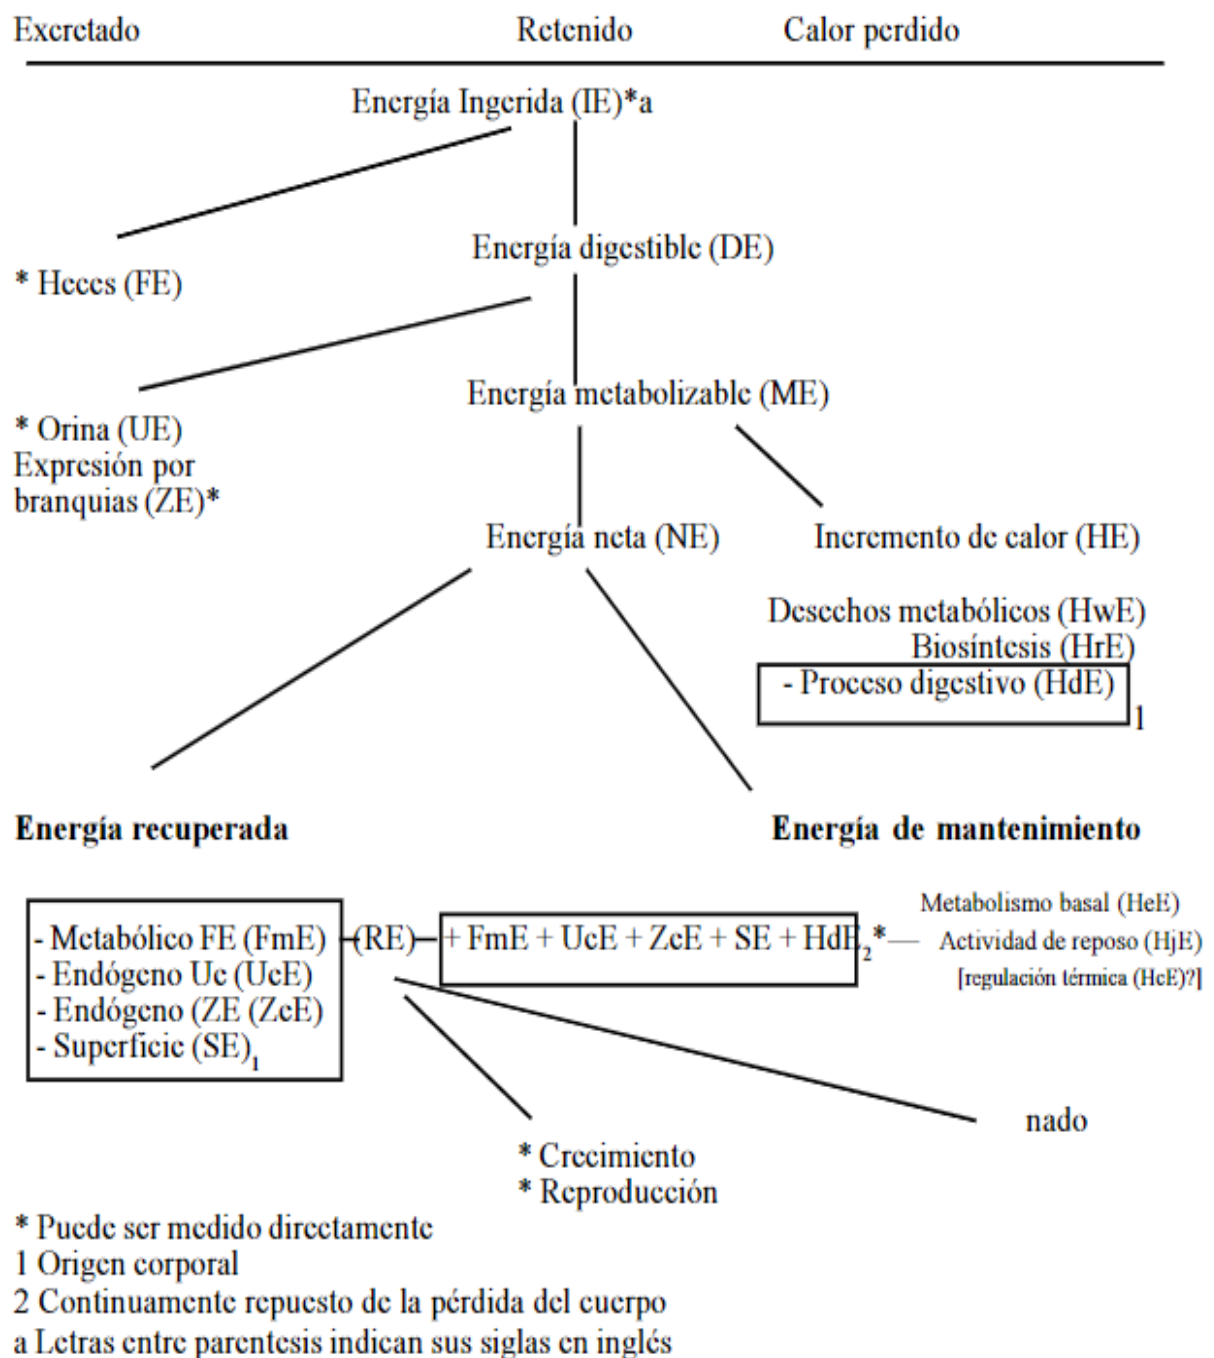 Excretado Retenido Calor perdido
Energía Ingerida (IE)*a
Energía digestible (DE)
* Heces (FE)
Energía metabolizable (ME)
* Orina (UE)
Expresión por
branquias (ZE)*
Energía neta (NE)
Incremento de calor (HE)
Desechos metabólicos (HwE)
Biosíntesis (HrE)
- Proceso digestivo (HdE)
1
Energía recuperada
Energía de mantenimiento
- Metabólico FE (FmE)
- Endógeno Uc (UcE)
- Endógeno (ZE (ZeE)
- Superficie (SE)1
(RE)
+ FmE + UcE + ZeE + SE + HdE2*
Metabolismo basal (HeE)
Actividad de reposo (HjE)
[regulación térmica (HcE)?]
nado
* Crecimiento
* Reproducción
* Puede ser medido directamente
1 Origen corporal
2 Continuamente repuesto de la pérdida del cuerpo
a Letras entre parentesis indican sus siglas en inglés